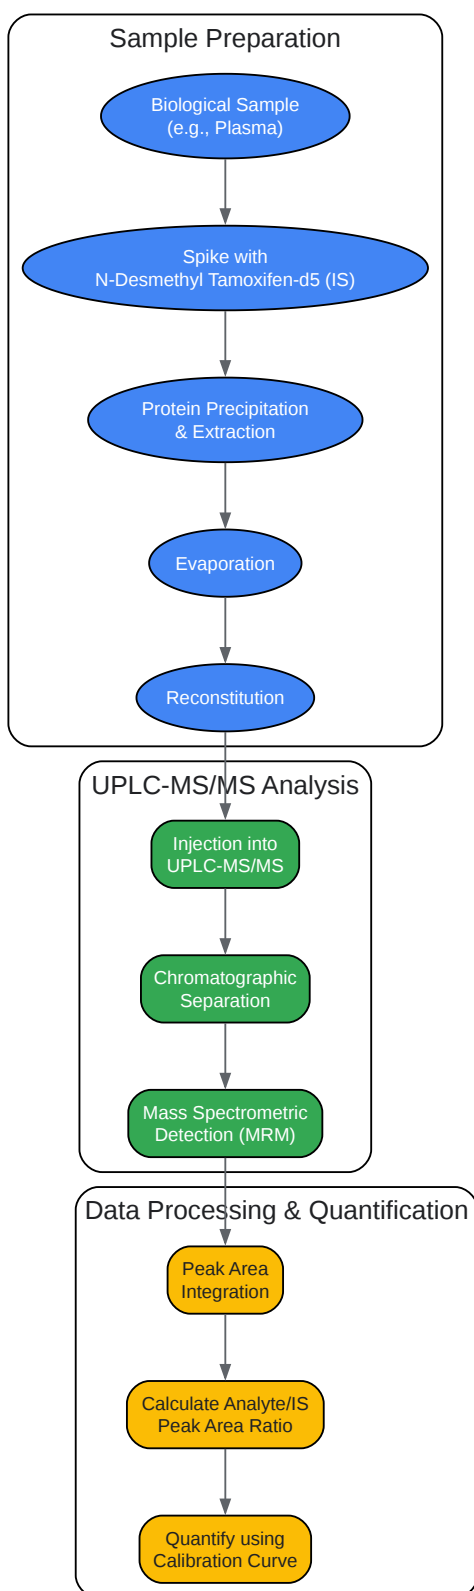 Sample Preparation
Biological Sample
(e.g., Plasma)
Spike with
N-Desmethyl Tamoxifen-d5 (IS)
Protein Precipitation
& Extraction
Evaporation
Reconstitution
UPLC-MS/MS Analysis
Injection into
UPLC-MS/MS
Chromatographic
Separation
Mass Spectrometric
Detection (MRM)
Data Processing & Quantification
Peak Area
Integration
Calculate Analyte/IS
Peak Area Ratio
Quantify using
Calibration Curve